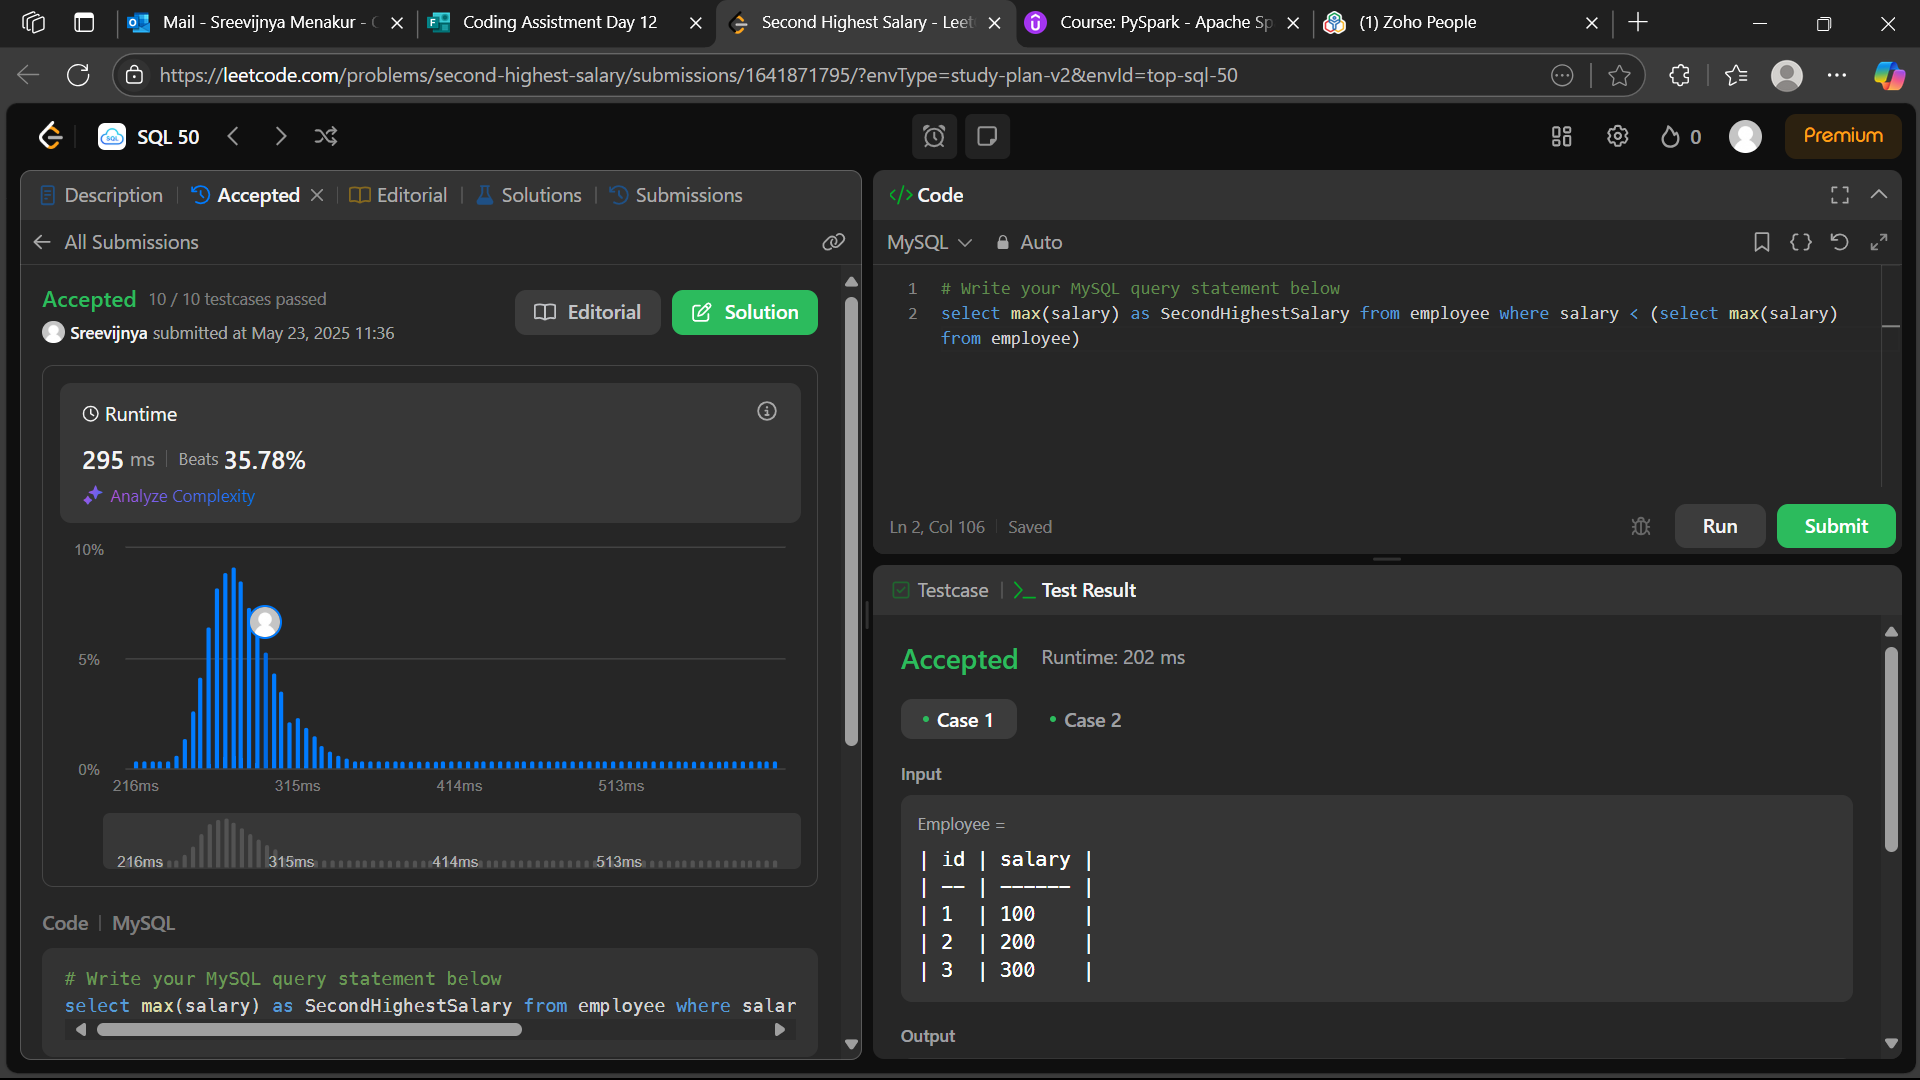 Mail - Sreevijnya Menakur - 
Coding Assistment Day 12
Second Highest Salary - Leet
Course: PySpark - Apache Sp
(1) Zoho People
https://leetcode.com/problems/second-highest-salary/submissions/1641871795/?envType=study-plan-v2&envId=top-sql-50
SQL 50
0
Premium
Description
Accepted
Editorial
Solutions
Submissions
All Submissions
Accepted 10 / 10 testcases passed
Sreevijnya submitted at May 23, 2025 11:36
Editorial
Solution
Runtime
295 ms Beats 35.78%
Analyze Complexity
10%
5%
0%
216ms 315ms 414ms 513ms
216ms 315ms 414ms 513ms
Code | MySQL
# Write your MySQL query statement below
select max(salary) as SecondHighestSalary from employee where salar
</> Code
MySQL Auto
1 # Write your MySQL query statement below
2 select max(salary) as SecondHighestSalary from employee where salary < (select max(salary)
from employee)
Ln 2, Col 106 Saved
Run
Submit
Testcase
>_ Test Result
Accepted Runtime: 202 ms
• Case 1 • Case 2
Input
Employee =
| id | salary |
| -- | ------ |
| 1 | 100 |
| 2 | 200 |
| 3 | 300 |
Output